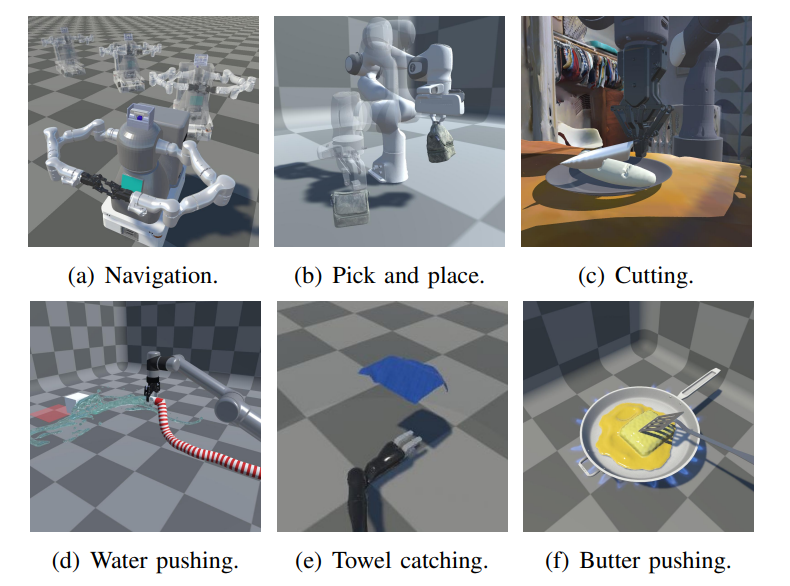 (a) Navigation.
(b) Pick and place.
(c) Cutting.
(d) Water pushing.
(e) Towel catching.
(f) Butter pushing.